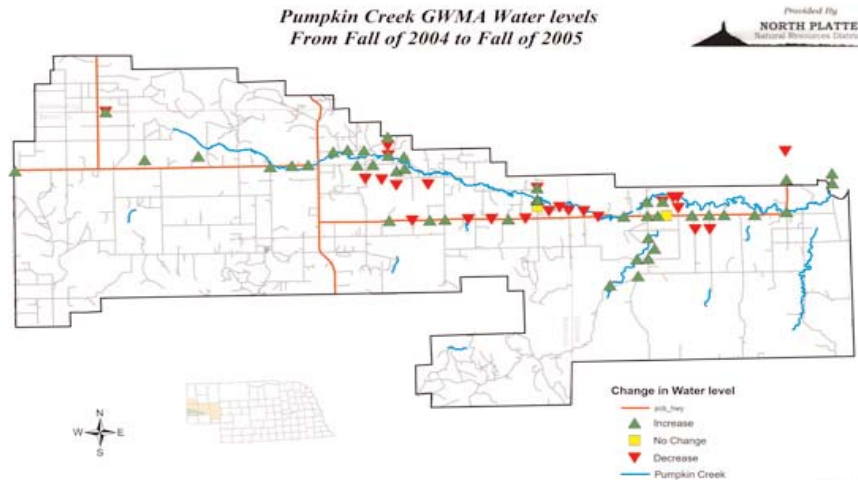 Pumpkin Creek GWMA Water levels
From Fall of 2004 to Fall of 2005
Provided By
NORTH PLATTE
Natural Resources District
N
W E
S
Change in Water level
pcb_hwy
Increase
No Change
Decrease
Pumpkin Creek